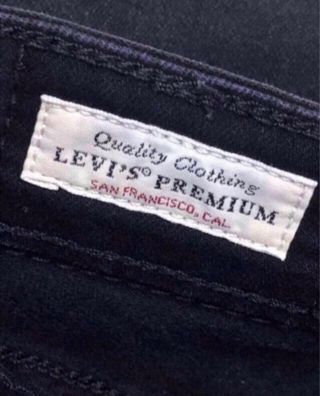 Quality Clothing
LEVI'S® PREMIUM
SAN FRANCISCO, CAL